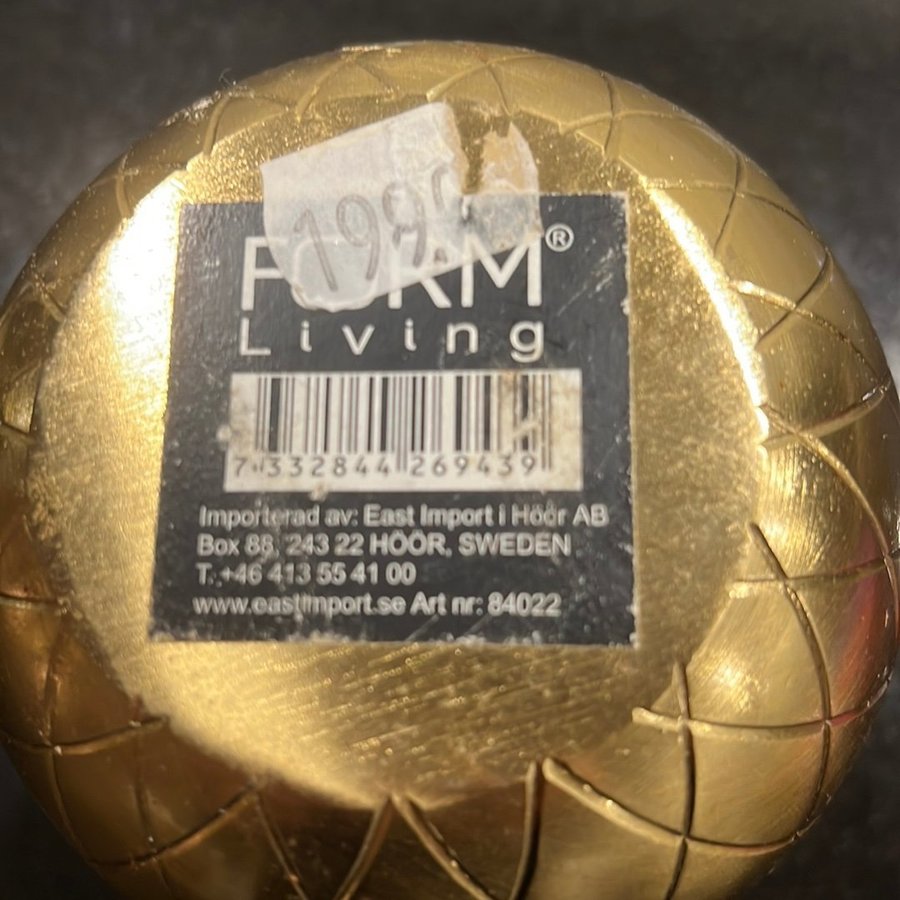 199
FORM®
Living
7 332844 269439
Importerad av: East Import i Höör AB
Box 88, 243 22 HÖÖR, SWEDEN
T. +46 413 55 41 00
www.eastimport.se Art nr: 84022